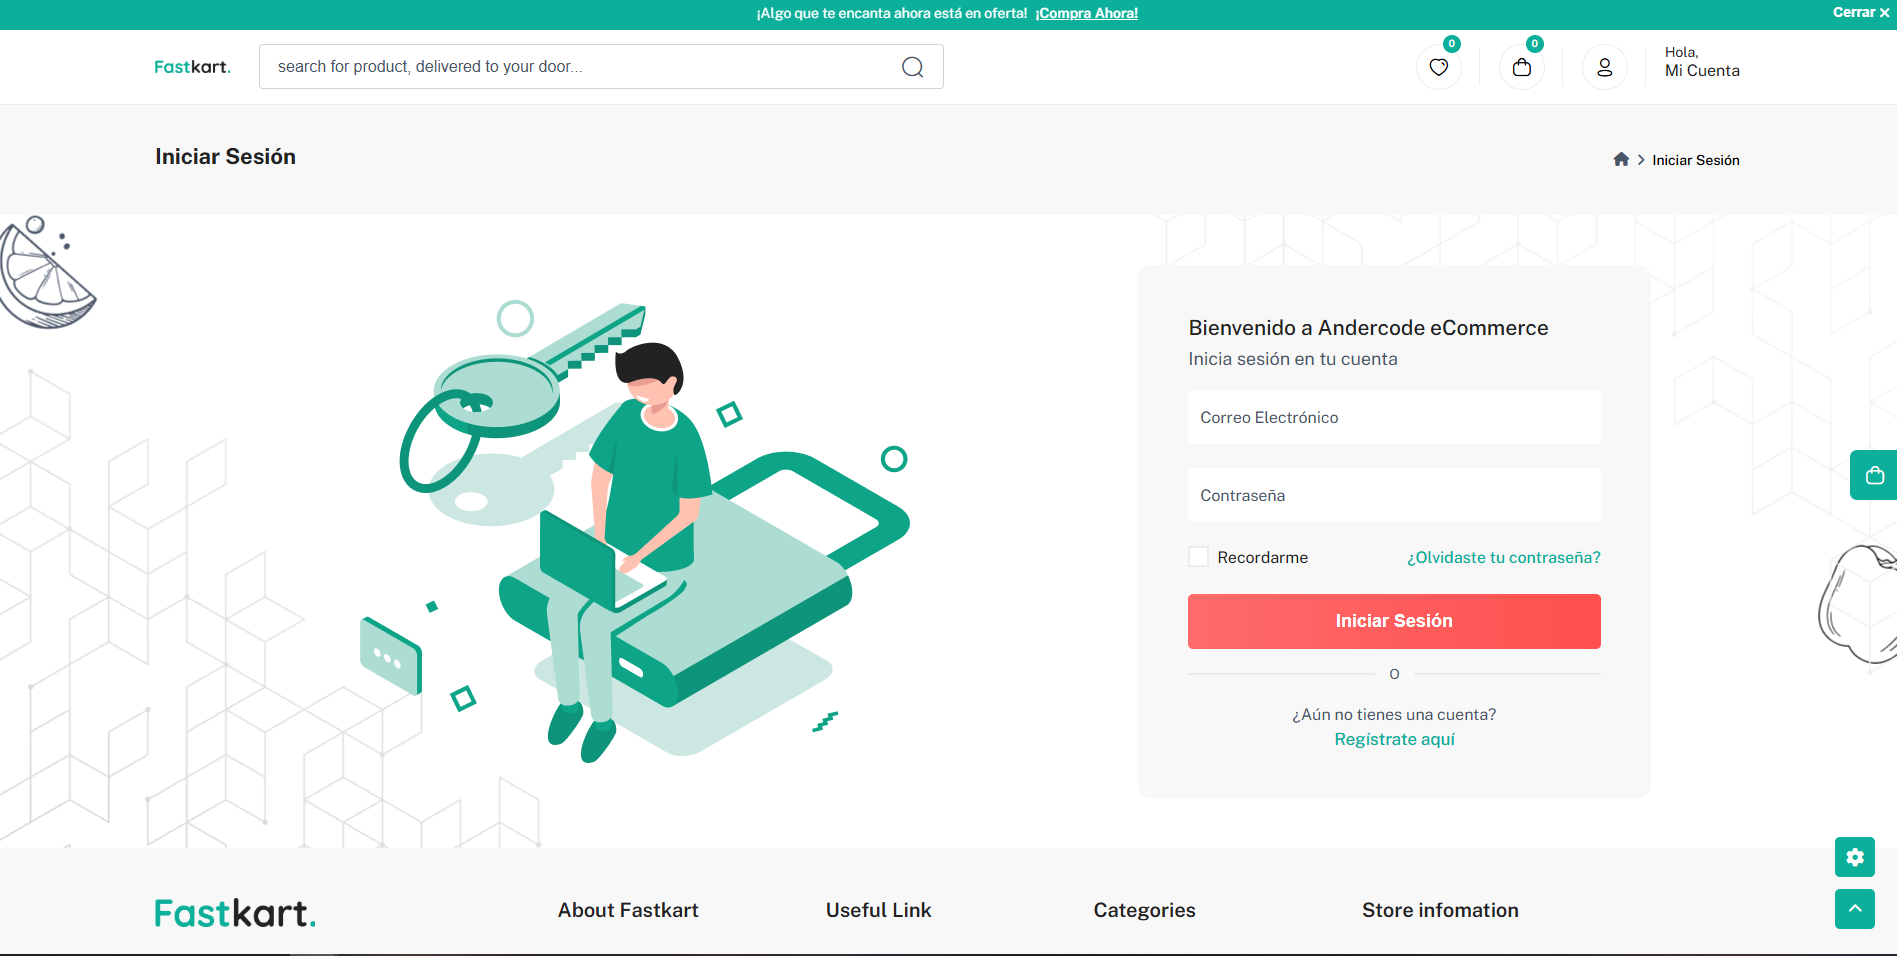 ¡Algo que te encanta ahora está en oferta! ¡Compra Ahora!
Cerrar
Fastkart.
search for product, delivered to your door...
0
0
Hola,
Mi Cuenta
Iniciar Sesión
Iniciar Sesión
Bienvenido a Andercode eCommerce
Inicia sesión en tu cuenta
Correo Electrónico
Contraseña
Recordarme
¿Olvidaste tu contraseña?
Iniciar Sesión
O
¿Aún no tienes una cuenta?
Regístrate aquí
Fastkart.
About Fastkart
Useful Link
Categories
Store infomation